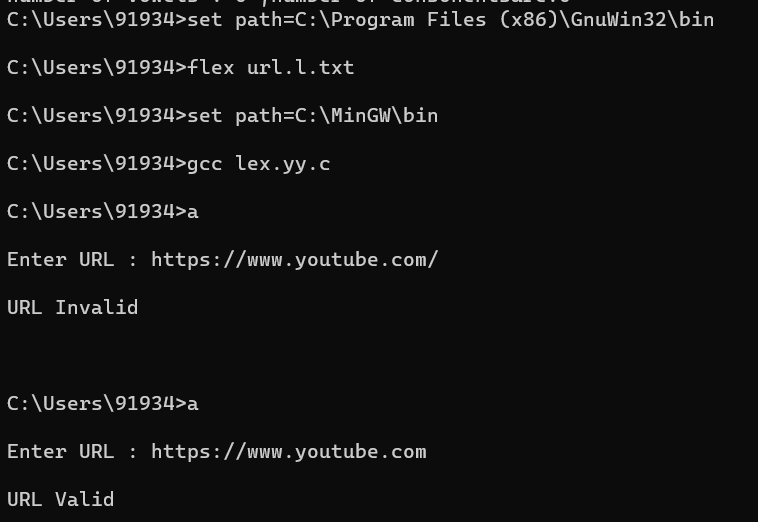 C:\Users\91934>set path=C:\Program Files (x86)\GnuWin32\bin
C:\Users\91934>flex url.l.txt
C:\Users\91934>set path=C:\MinGW\bin
C:\Users\91934>gcc lex.yy.c
C:\Users\91934>a
Enter URL : https://www.youtube.com/
URL Invalid
C:\Users\91934>a
Enter URL : https://www.youtube.com
URL Valid